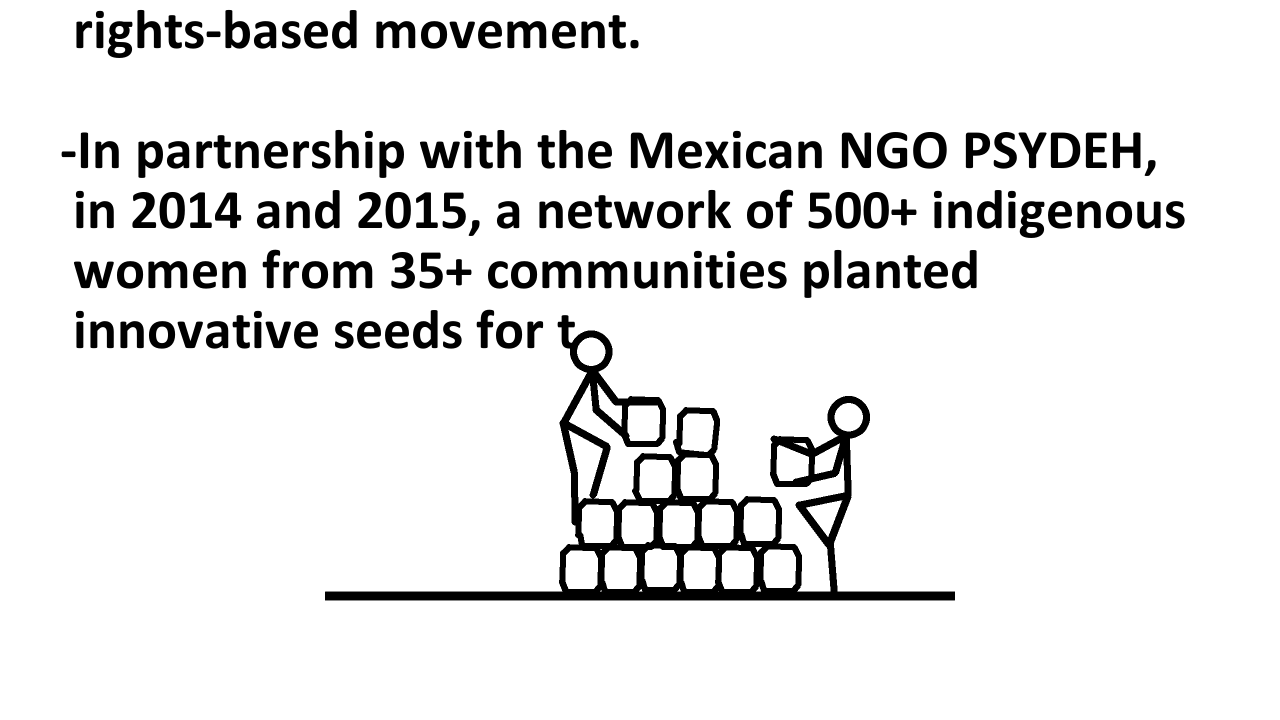 rights-based movement.
-In partnership with the Mexican NGO PSYDEH,
in 2014 and 2015, a network of 500+ indigenous
women from 35+ communities planted
innovative seeds for t